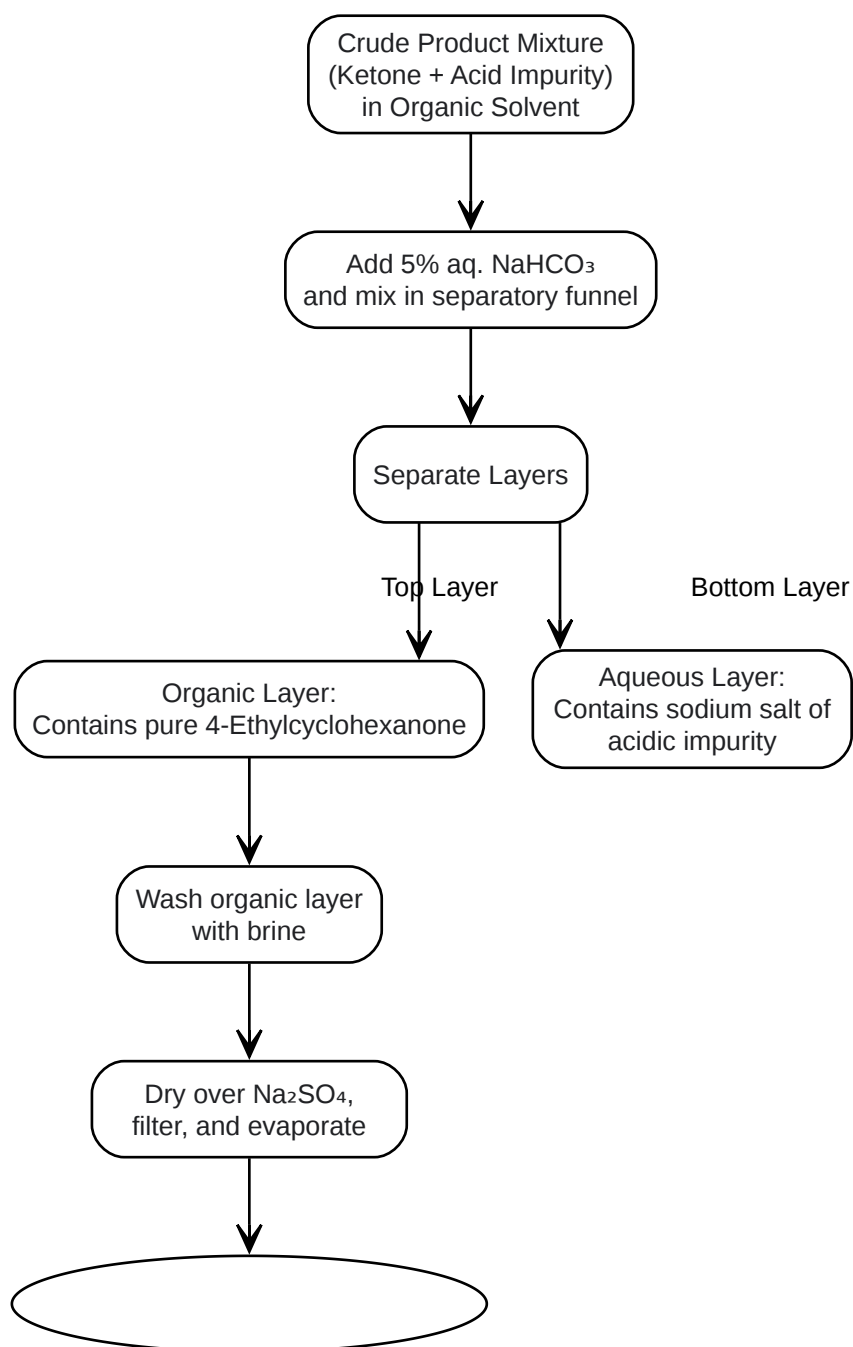 Crude Product Mixture
(Ketone + Acid Impurity)
in Organic Solvent
Add 5% aq. NaHCO₃
and mix in separatory funnel
Separate Layers
Top Layer
Bottom Layer
Organic Layer:
Contains pure 4-Ethylcyclohexanone
Aqueous Layer:
Contains sodium salt of
acidic impurity
Wash organic layer
with brine
Dry over Na₂SO₄,
filter, and evaporate